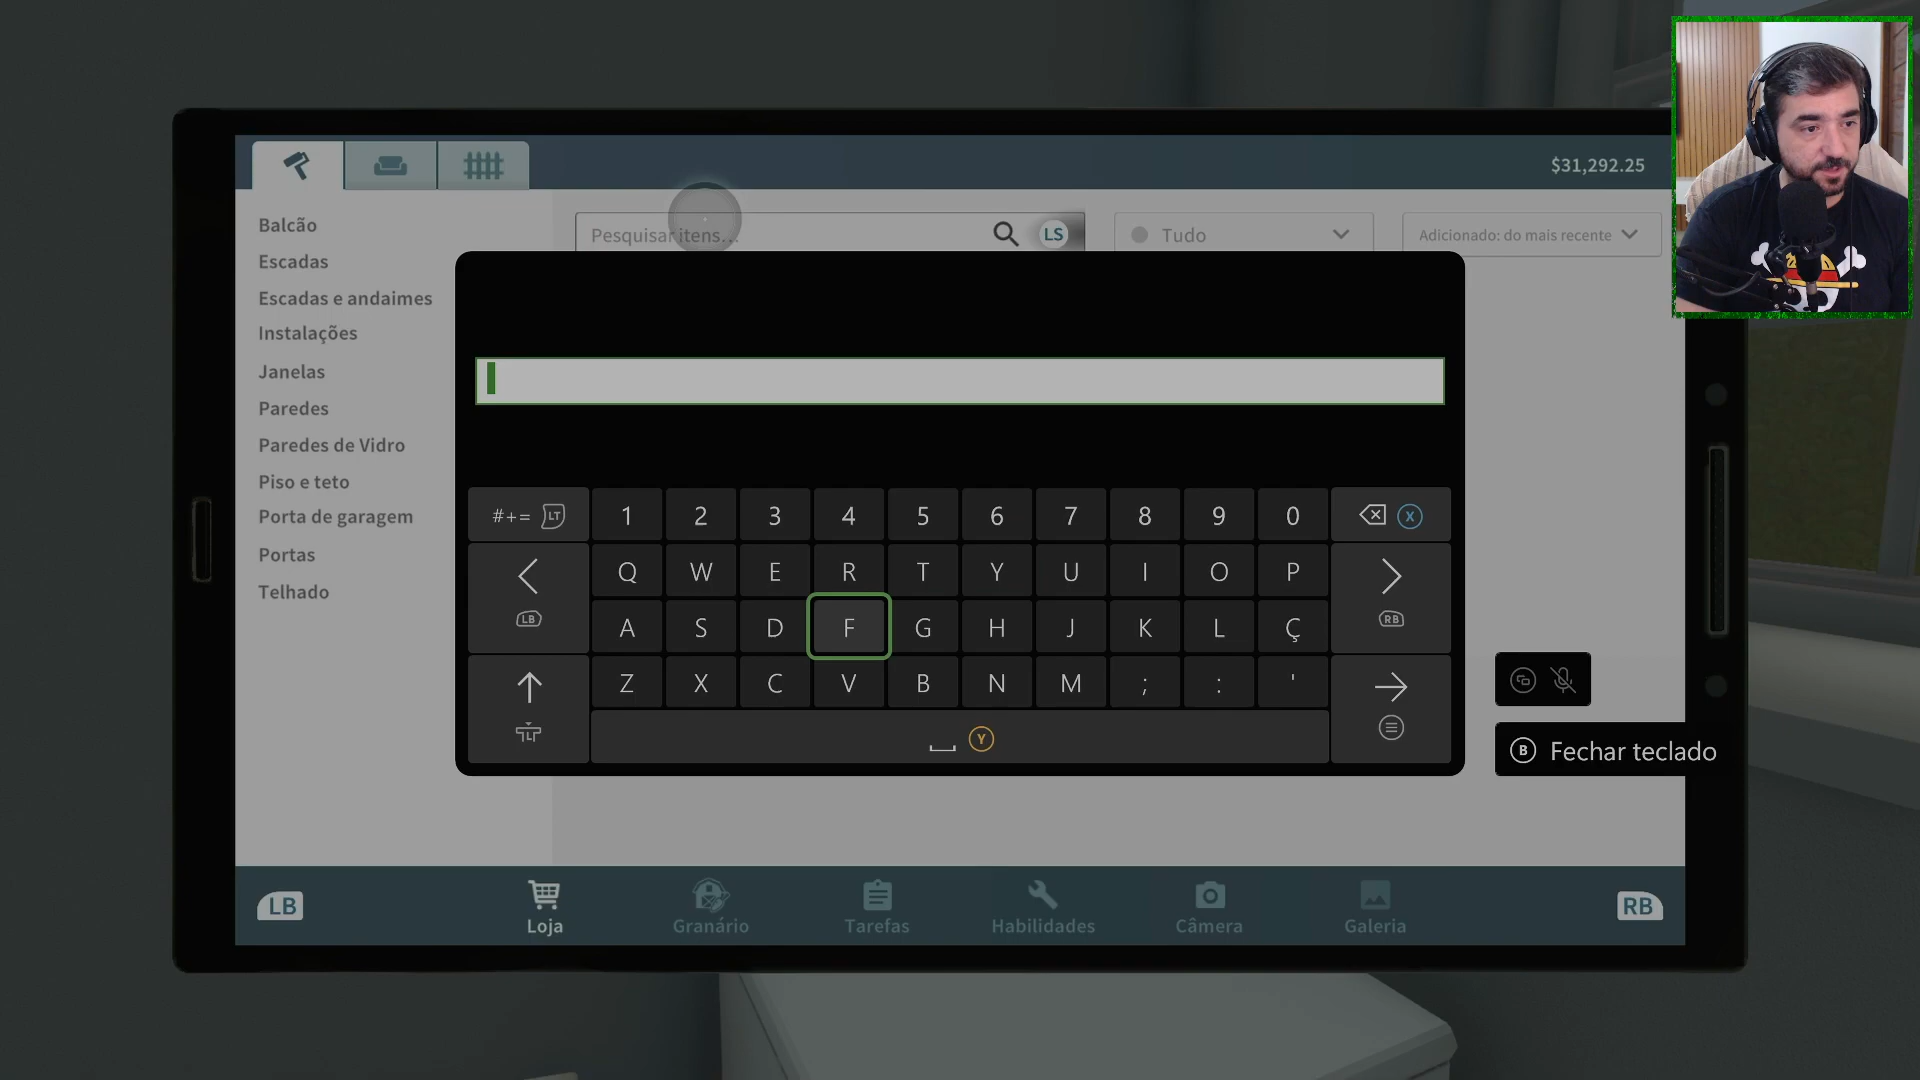 $31,292.25
Balcão
Escadas
Escadas e andaimes
Instalações
Janelas
Paredes
Paredes de Vidro
Piso e teto
Porta de garagem
Portas
Telhado
Pesquisar itens...
LS
Tudo
Adicionado: do mais recente
#+= LT 1 2 3 4 5 6 7 8 9 0 X
Q W E R T Y U I O P
LB A S D F G H J K L Ç RB
Z X C V B N M ; : '
Y
B Fechar teclado
LB
Loja
Granário
Tarefas
Habilidades
Câmera
Galeria
RB